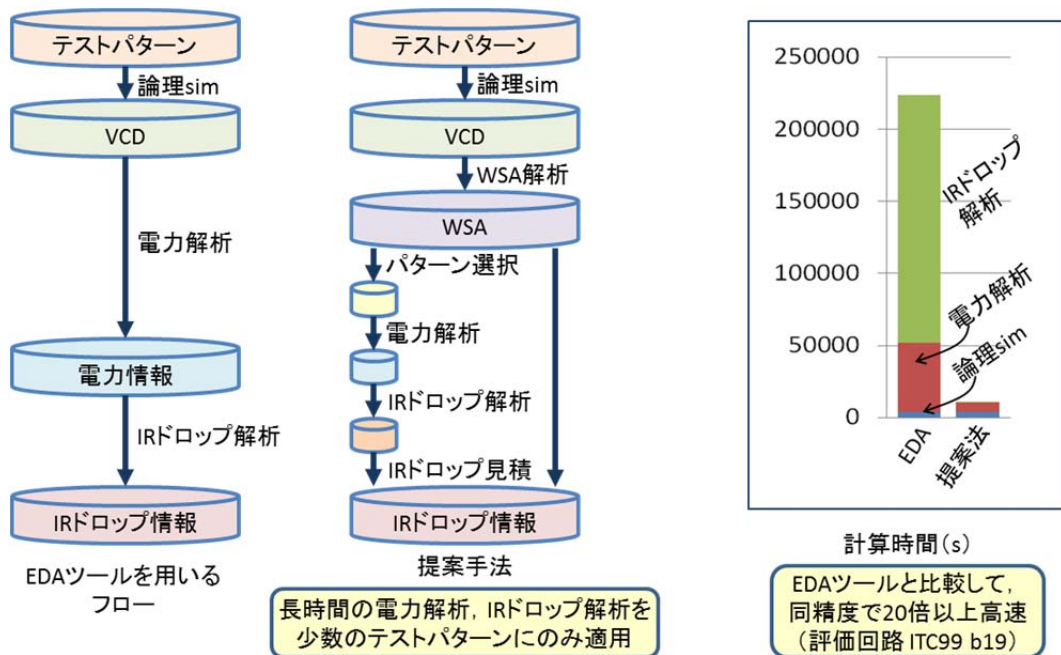 テストパターン
論理sim
VCD
電力解析
電力情報
IRドロップ解析
IRドロップ情報
EDAツールを用いる
フロー
テストパターン
論理sim
VCD
WSA解析
WSA
パターン選択
電力解析
IRドロップ解析
IRドロップ見積
IRドロップ情報
提案手法
長時間の電力解析，IRドロップ解析を
少数のテストパターンにのみ適用
250000
200000
150000
100000
50000
0
IRドロップ
解析
電力解析
論理sim
EDA
提案法
計算時間（s）
EDAツールと比較して，
同精度で20倍以上高速
（評価回路 ITC99 b19）